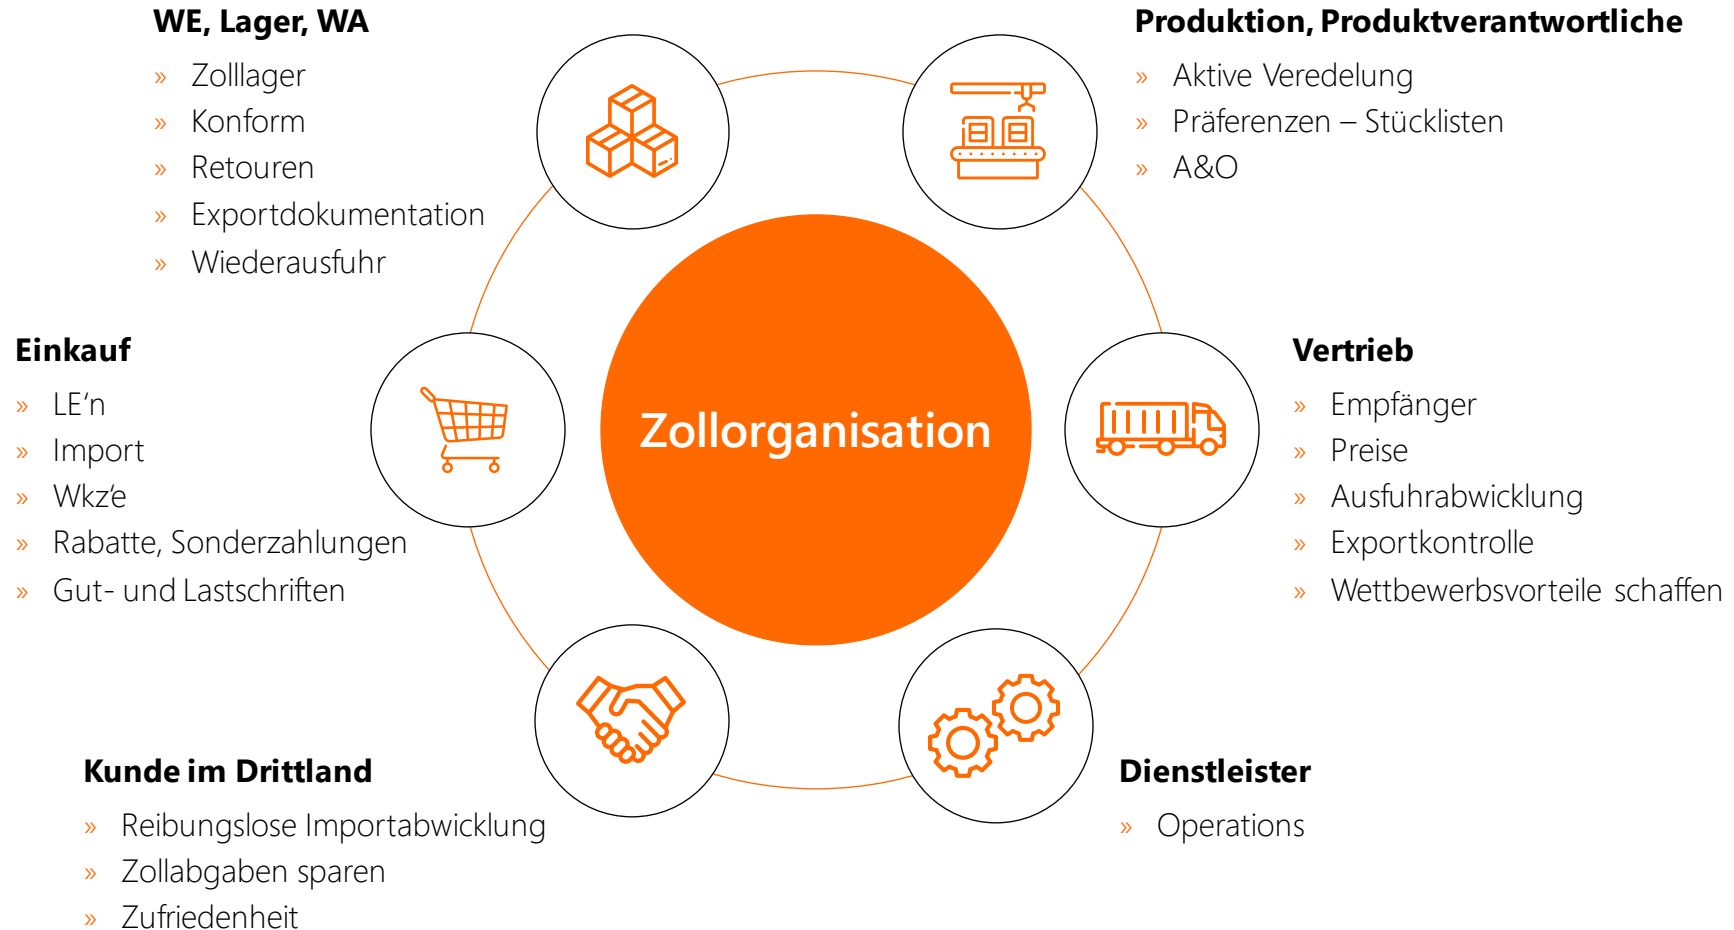 WE, Lager, WA
» Zolllager
» Konform
» Retouren
» Exportdokumentation
» Wiederausfuhr
Produktion, Produktverantwortliche
» Aktive Veredelung
» Präferenzen – Stücklisten
» A&O
Einkauf
» LE‘n
» Import
» Wkz‘e
» Rabatte, Sonderzahlungen
» Gut- und Lastschriften
Zollorganisation
Vertrieb
» Empfänger
» Preise
» Ausfuhrabwicklung
» Exportkontrolle
» Wettbewerbsvorteile schaffen
Kunde im Drittland
» Reibungslose Importabwicklung
» Zollabgaben sparen
» Zufriedenheit
Dienstleister
» Operations